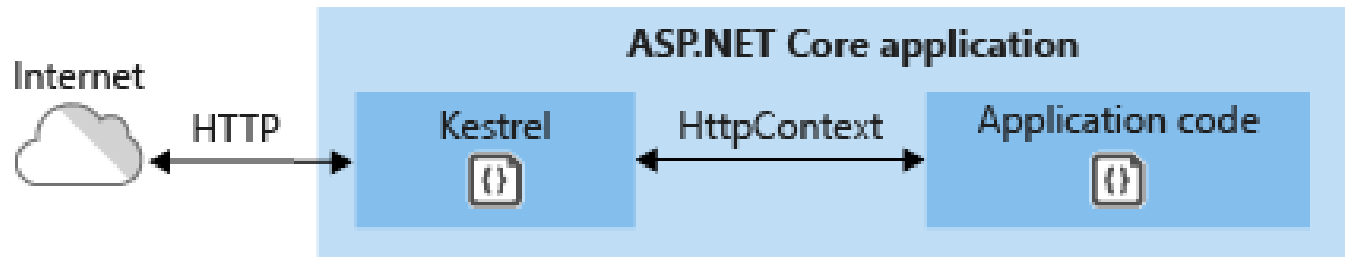 ASP.NET Core application
Internet
HTTP
Kestrel
HttpContext
Application code
{}
{}